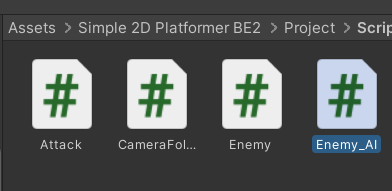 Assets > Simple 2D Platformer BE2 > Project > Scrip
# # # #
Attack CameraFol... Enemy Enemy_AI